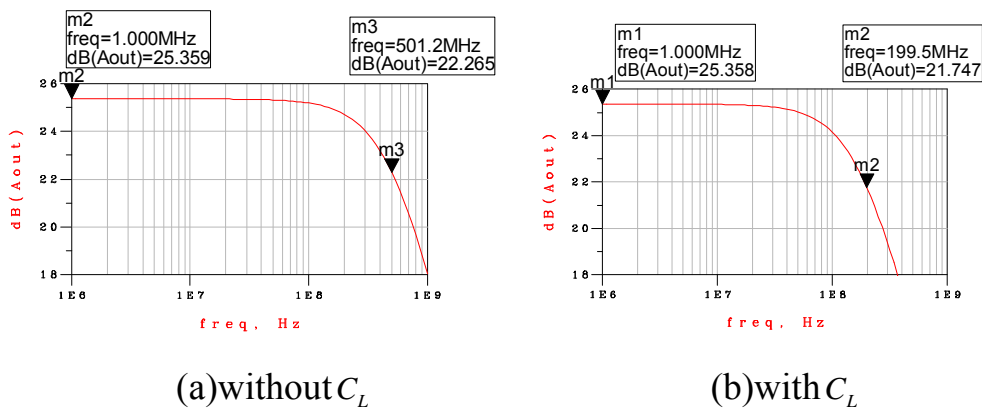 m2
freq=1.000MHz
dB(Aout)=25.359
m3
freq=501.2MHz
dB(Aout)=22.265
26
24
22
20
18
m2
m3
dB(Aout)
1E6 1E7 1E8 1E9
freq, Hz
(a)without C_L
m1
freq=1.000MHz
dB(Aout)=25.358
m2
freq=199.5MHz
dB(Aout)=21.747
26
24
22
20
18
m1
m2
dB(Aout)
1E6 1E7 1E8 1E9
freq, Hz
(b)with C_L